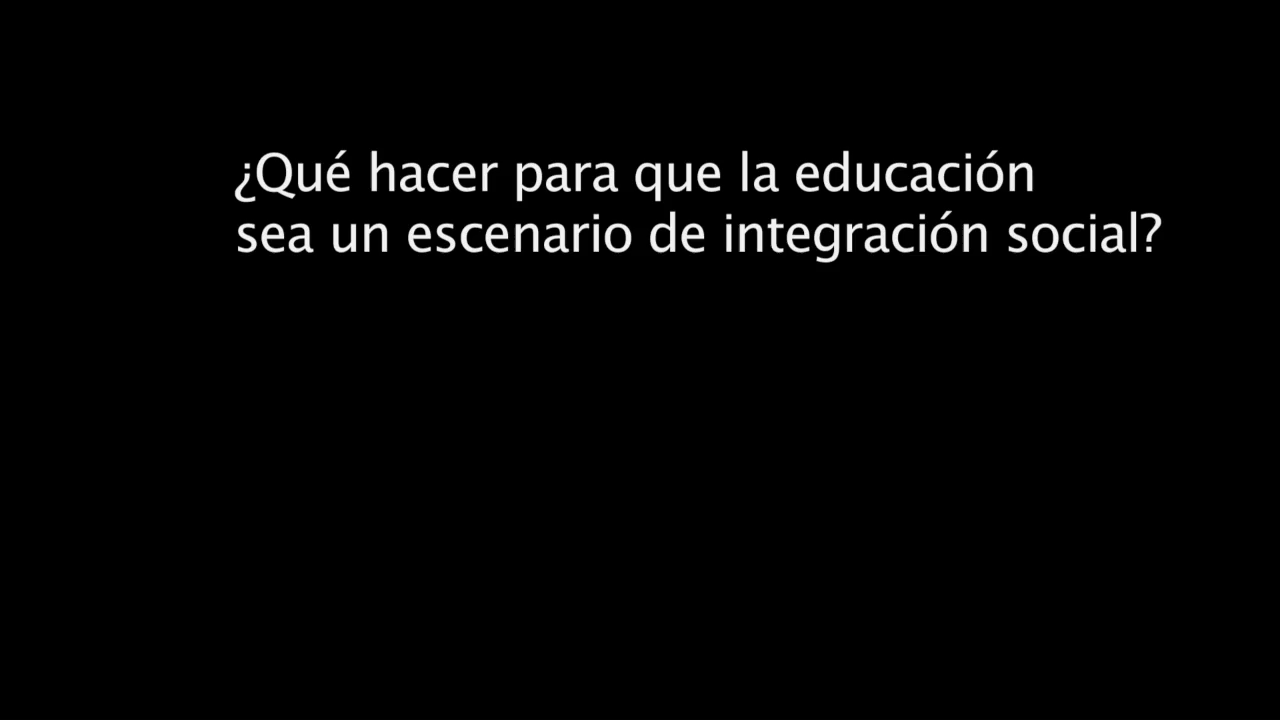 ¿Qué hacer para que la educación
sea un escenario de integración social?